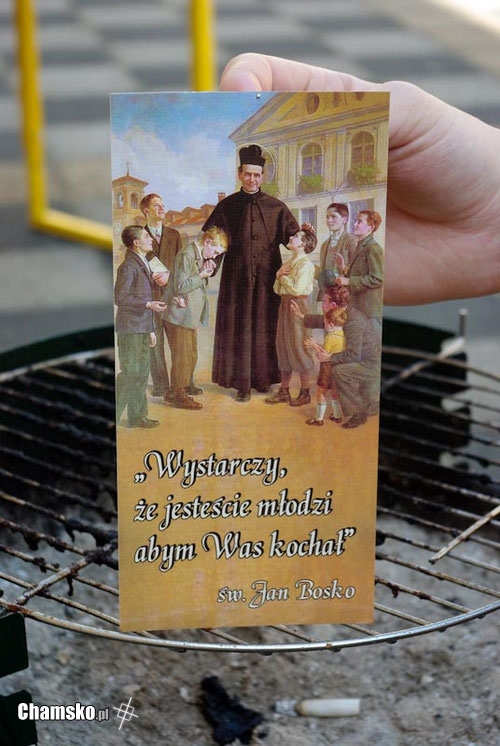 „Wystarczy,
że jesteście młodzi
abym Was kochał”
św. Jan Bosko
Chamsko.pl